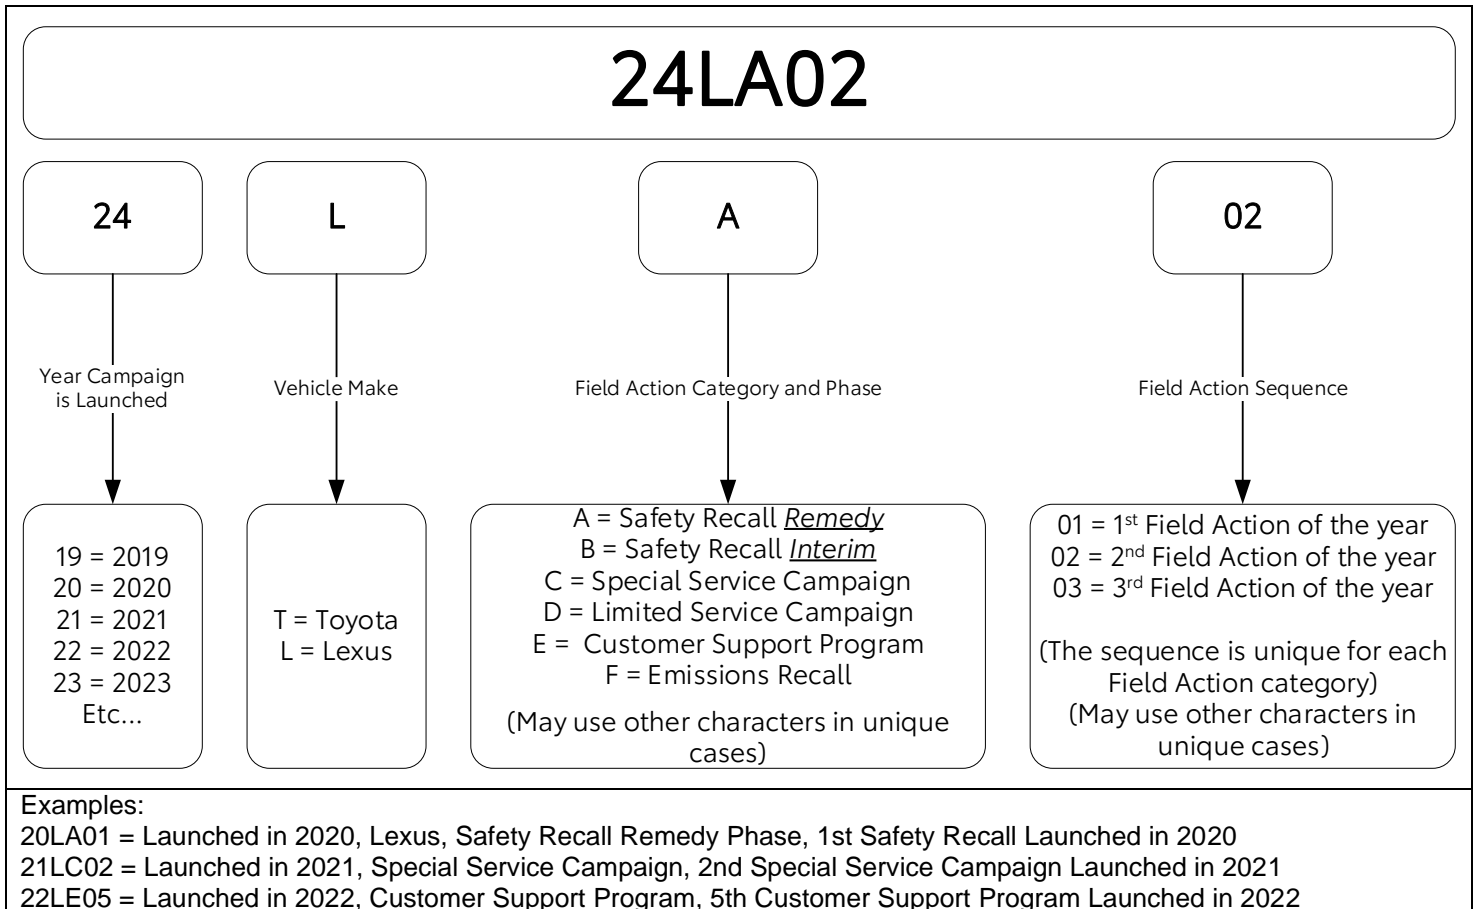 24LA02
24
L
A
02
Year Campaign
is Launched
Vehicle Make
Field Action Category and Phase
Field Action Sequence
19 = 2019
20 = 2020
21 = 2021
22 = 2022
23 = 2023
Etc...
T = Toyota
L = Lexus
A = Safety Recall Remedy
B = Safety Recall Interim
C = Special Service Campaign
D = Limited Service Campaign
E =  Customer Support Program
F = Emissions Recall
(May use other characters in unique
cases)
01 = 1st Field Action of the year
02 = 2nd Field Action of the year
03 = 3rd Field Action of the year
(The sequence is unique for each
Field Action category)
(May use other characters in
unique cases)
Examples:
20LA01 = Launched in 2020, Lexus, Safety Recall Remedy Phase, 1st Safety Recall Launched in 2020
21LC02 = Launched in 2021, Special Service Campaign, 2nd Special Service Campaign Launched in 2021
22LE05 = Launched in 2022, Customer Support Program, 5th Customer Support Program Launched in 2022